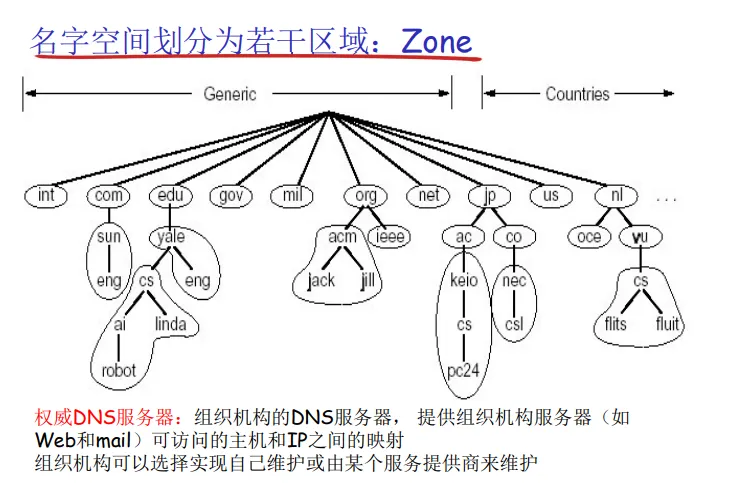 名字空间划分为若干区域：Zone
Generic Countries
int com edu gov mil org net jp us nl ...
sun yale acm ieee ac co oce vu
eng cs eng jack jill keio nec cs
ai linda cs csl flits fluit
robot pc24
权威DNS服务器：组织机构的DNS服务器， 提供组织机构服务器（如
Web和mail）可访问的主机和IP之间的映射
组织机构可以选择实现自己维护或由某个服务提供商来维护